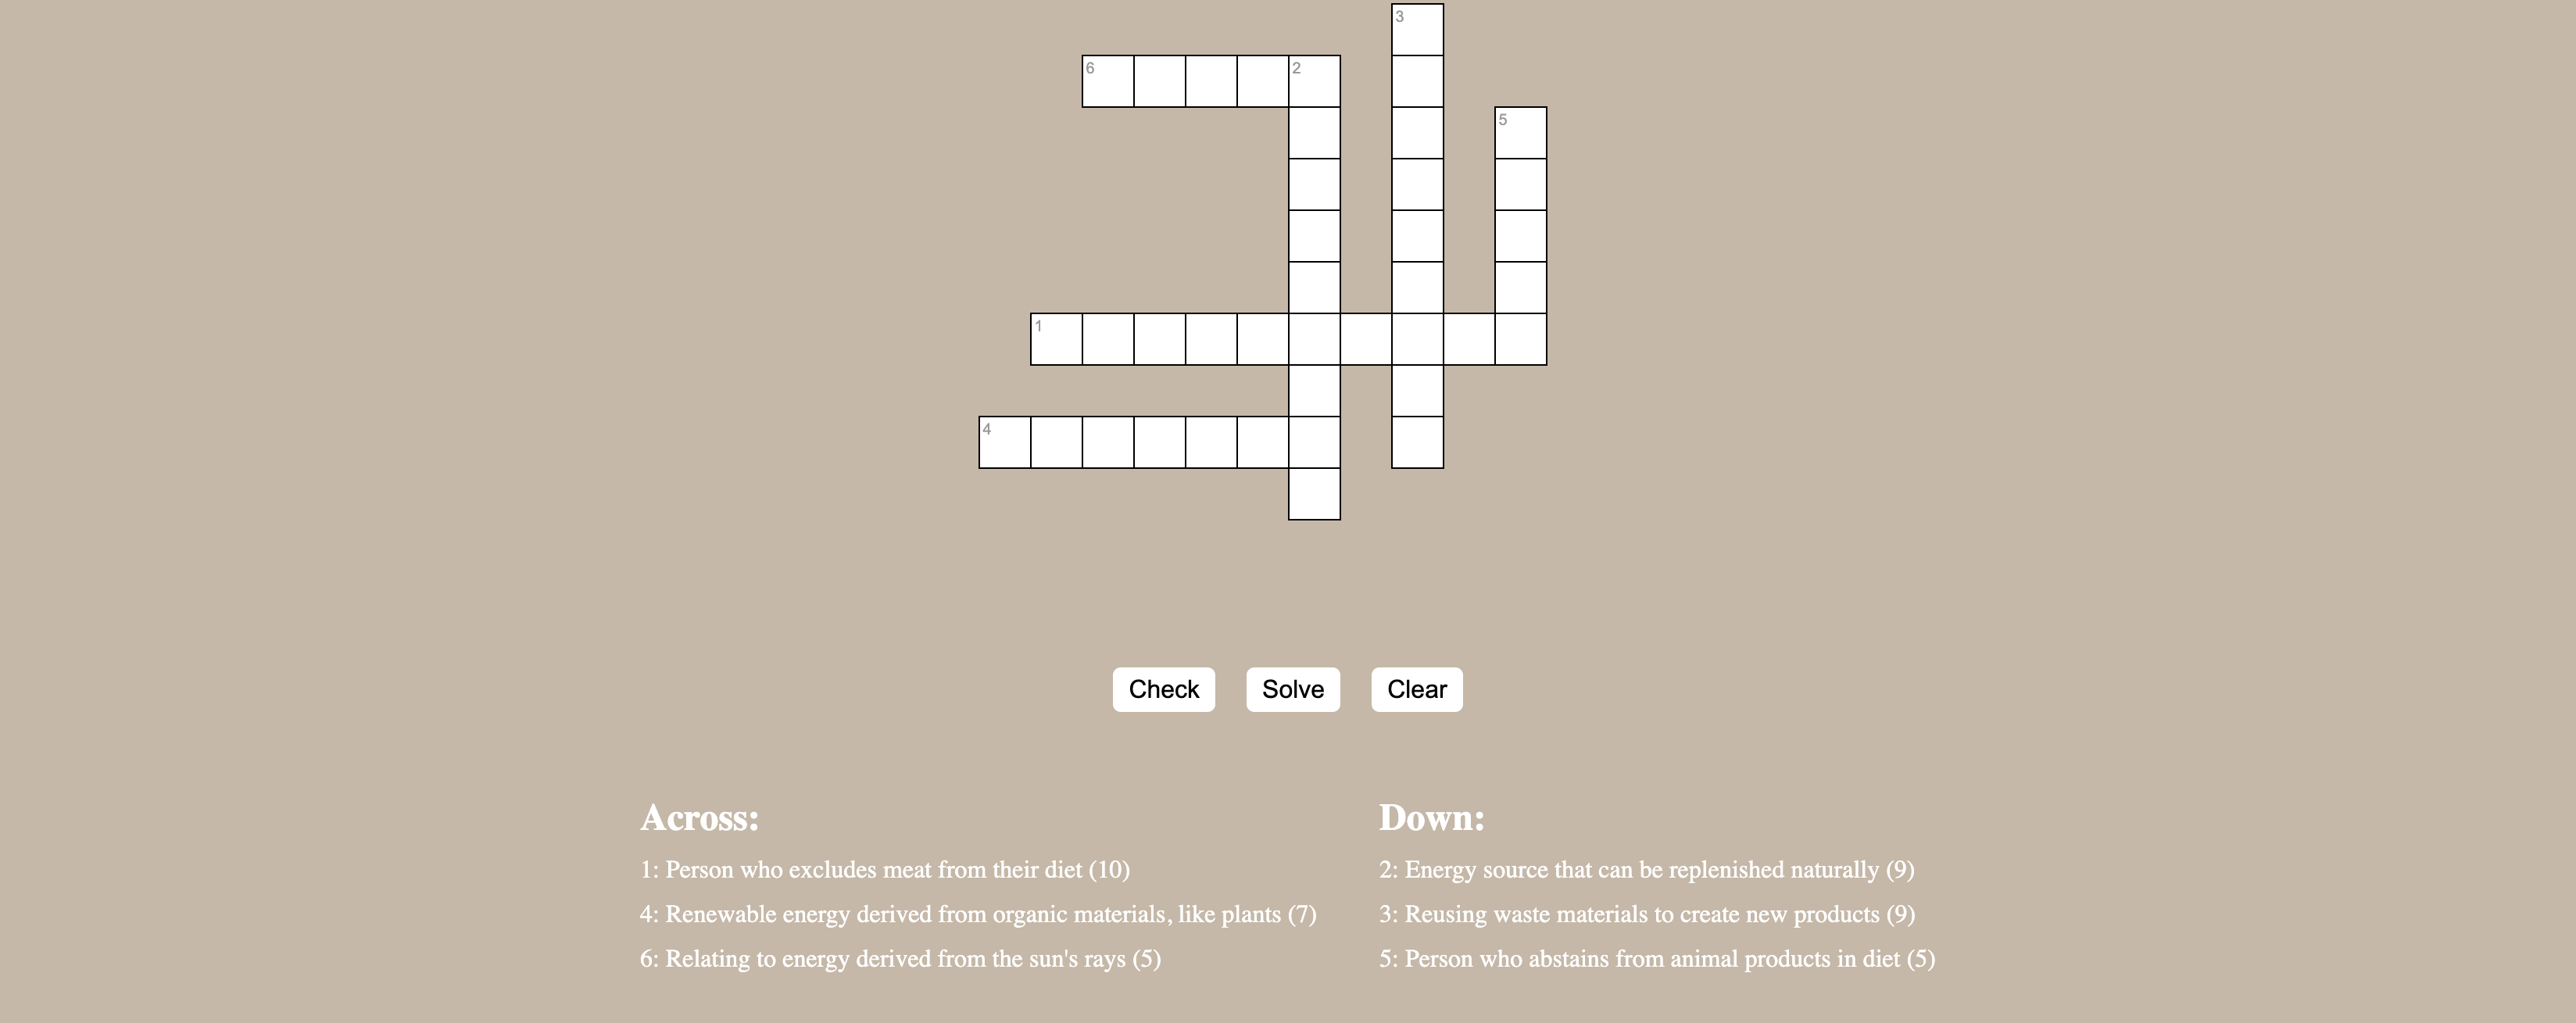 3
6 2
5
1
4
Check Solve Clear
Across:
1: Person who excludes meat from their diet (10)
4: Renewable energy derived from organic materials, like plants (7)
6: Relating to energy derived from the sun's rays (5)
Down:
2: Energy source that can be replenished naturally (9)
3: Reusing waste materials to create new products (9)
5: Person who abstains from animal products in diet (5)